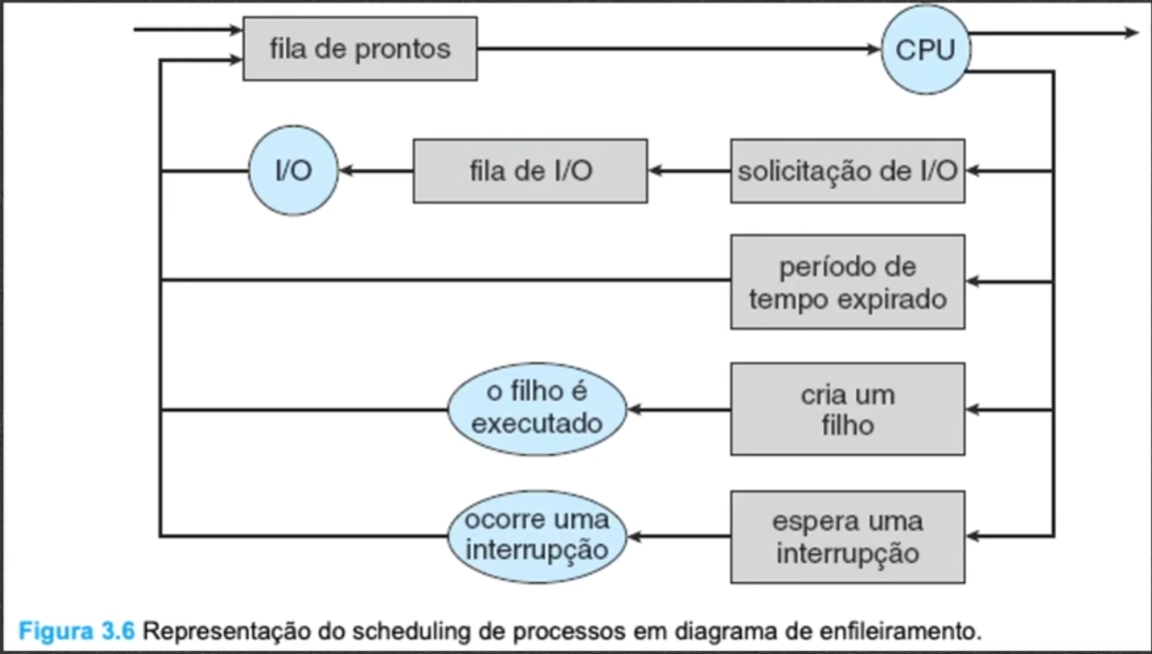 fila de prontos
CPU
I/O
fila de I/O
solicitação de I/O
período de
tempo expirado
o filho é
executado
cria um
filho
ocorre uma
interrupção
espera uma
interrupção
Figura 3.6 Representação do scheduling de processos em diagrama de enfileiramento.